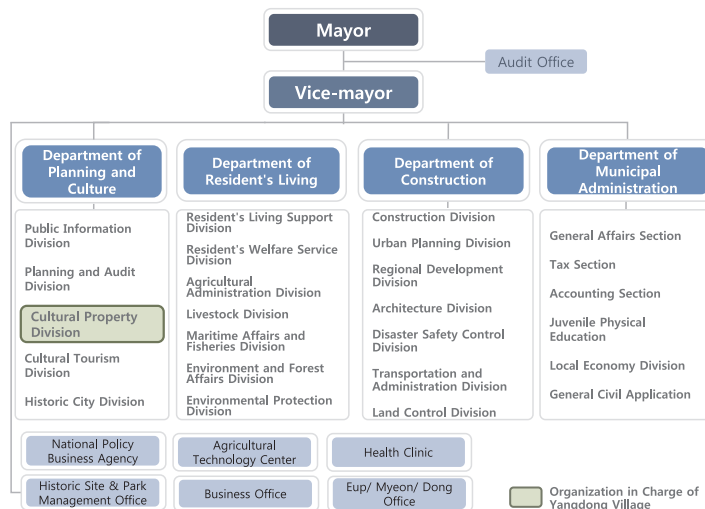 Mayor
Audit Office
Vice-mayor
Department of
Planning and
Culture
Department of
Resident's Living
Department of
Construction
Department of
Municipal
Administration
Public Information
Division
Planning and Audit
Division
Cultural Property
Division
Cultural Tourism
Division
Historic City Division
Resident's Living Support
Division
Resident's Welfare Service
Division
Agricultural
Administration Division
Livestock Division
Maritime Affairs and
Fisheries Division
Environment and Forest
Affairs Division
Environmental Protection
Division
Construction Division
Urban Planning Division
Regional Development
Division
Architecture Division
Disaster Safety Control
Division
Transportation and
Administration Division
Land Control Division
General Affairs Section
Tax Section
Accounting Section
Juvenile Physical
Education
Local Economy Division
General Civil Application
National Policy
Business Agency
Agricultural
Technology Center
Health Clinic
Historic Site & Park
Management Office
Business Office
Eup/ Myeon/ Dong
Office
Organization in Charge of
Yangdong Village